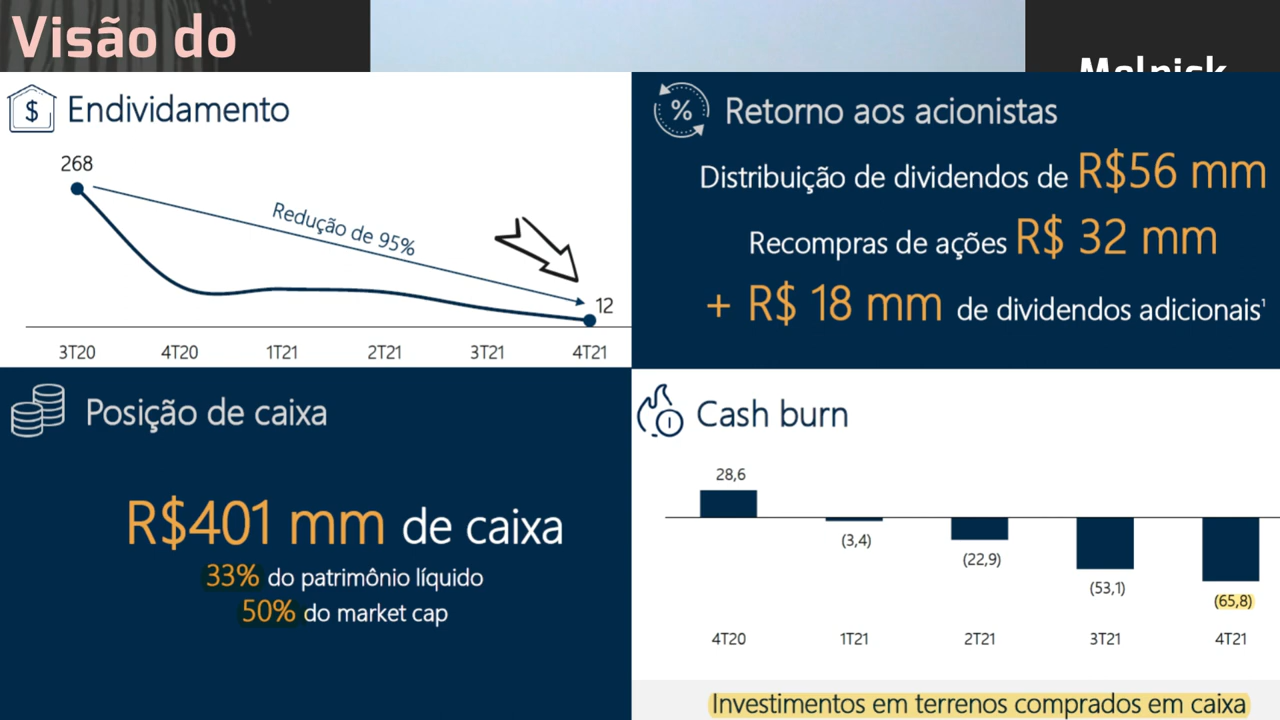 Visão do
Melnick
Endividamento
268
Redução de 95%
12
3T20 4T20 1T21 2T21 3T21 4T21
Retorno aos acionistas
Distribuição de dividendos de R$56 mm
Recompras de ações R$ 32 mm
+ R$ 18 mm de dividendos adicionais¹
Posição de caixa
R$401 mm de caixa
33% do patrimônio líquido
50% do market cap
Cash burn
28,6
(3,4)
(22,9)
(53,1)
(65,8)
4T20 1T21 2T21 3T21 4T21
Investimentos em terrenos comprados em caixa